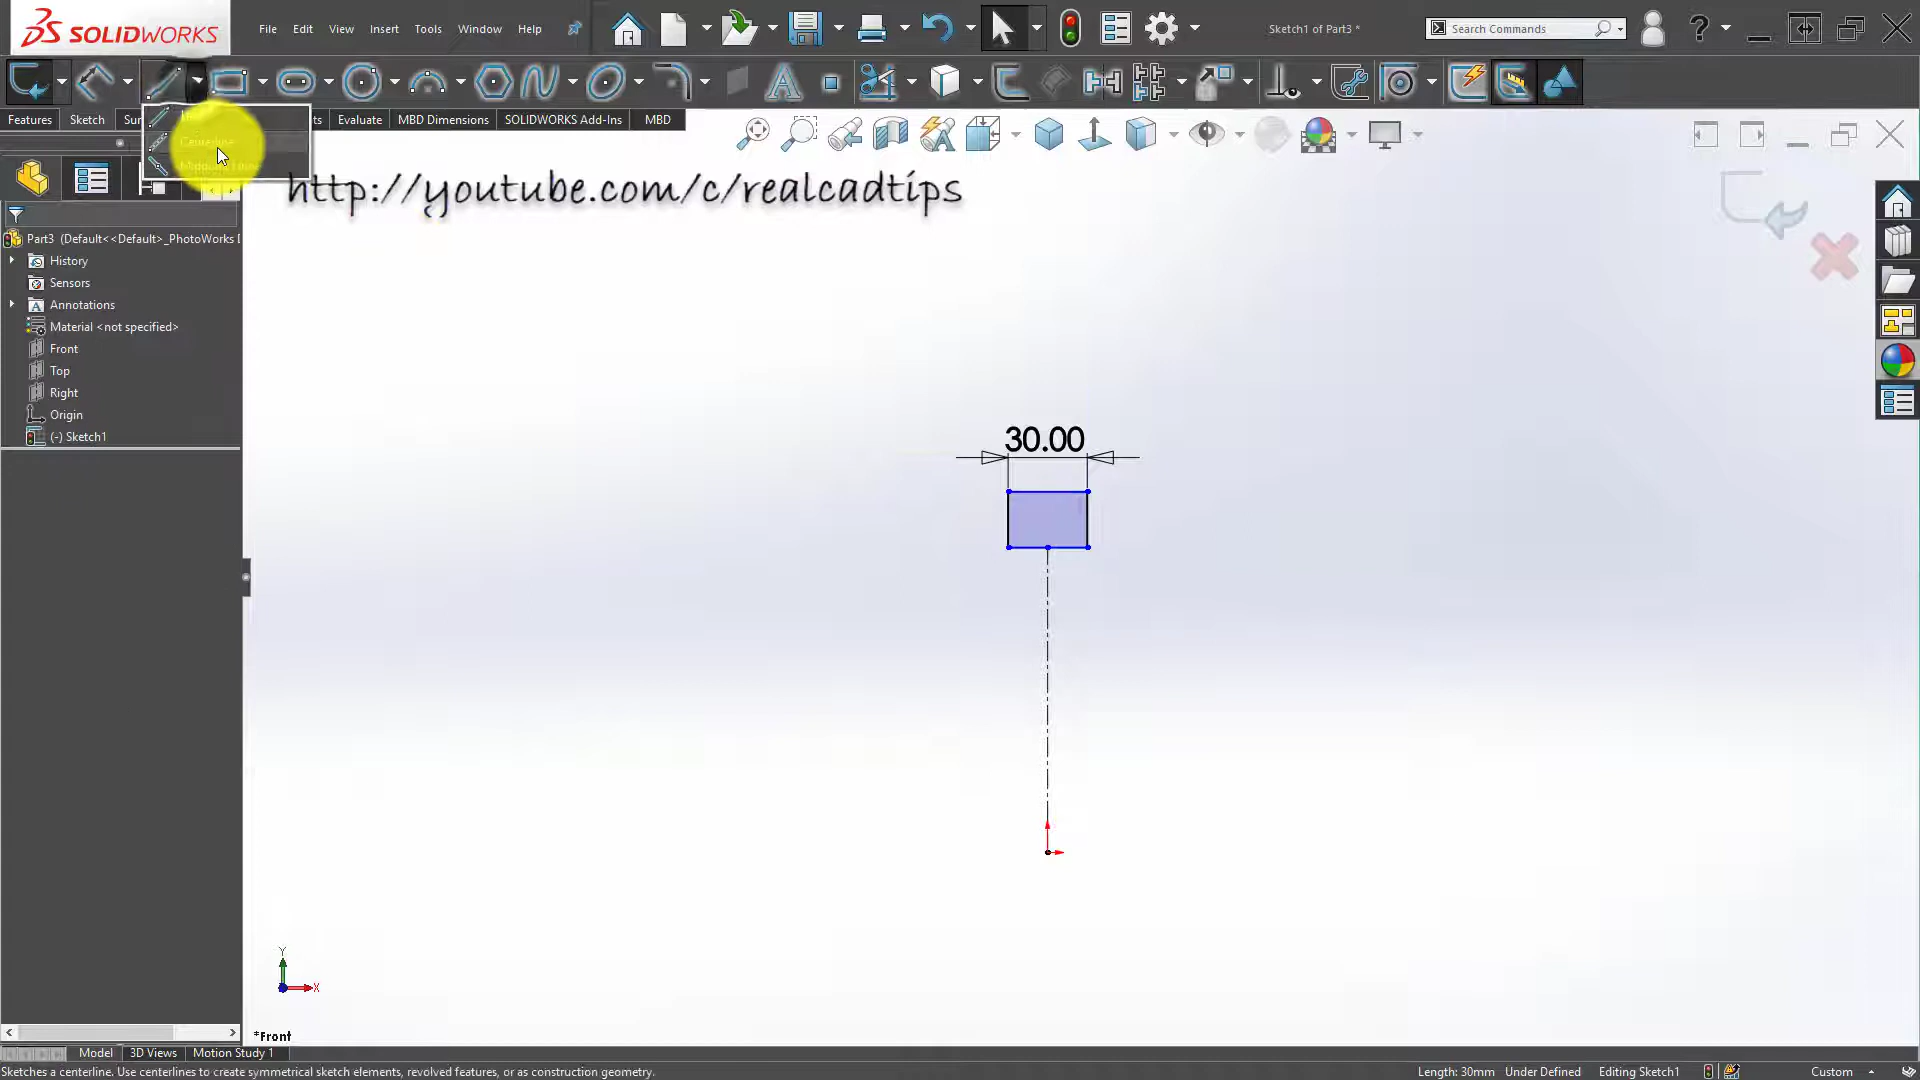 SOLIDWORKS
File Edit View Insert Tools Window Help
Sketch1 of Part3 *
Search Commands
Features Sketch Evaluate MBD Dimensions SOLIDWORKS Add-Ins MBD
Centerline
http://youtube.com/c/realcadtips
Part3 (Default<<Default>_PhotoWorks
History
Sensors
Annotations
Material <not specified>
Front
Top
Right
Origin
(-) Sketch1
30.00
Y
X
*Front
Model 3D Views Motion Study 1
Sketches a centerline. Use centerlines to create symmetrical sketch elements, revolved features, or as construction geometry.
Length: 30mm Under Defined Editing Sketch1 Custom